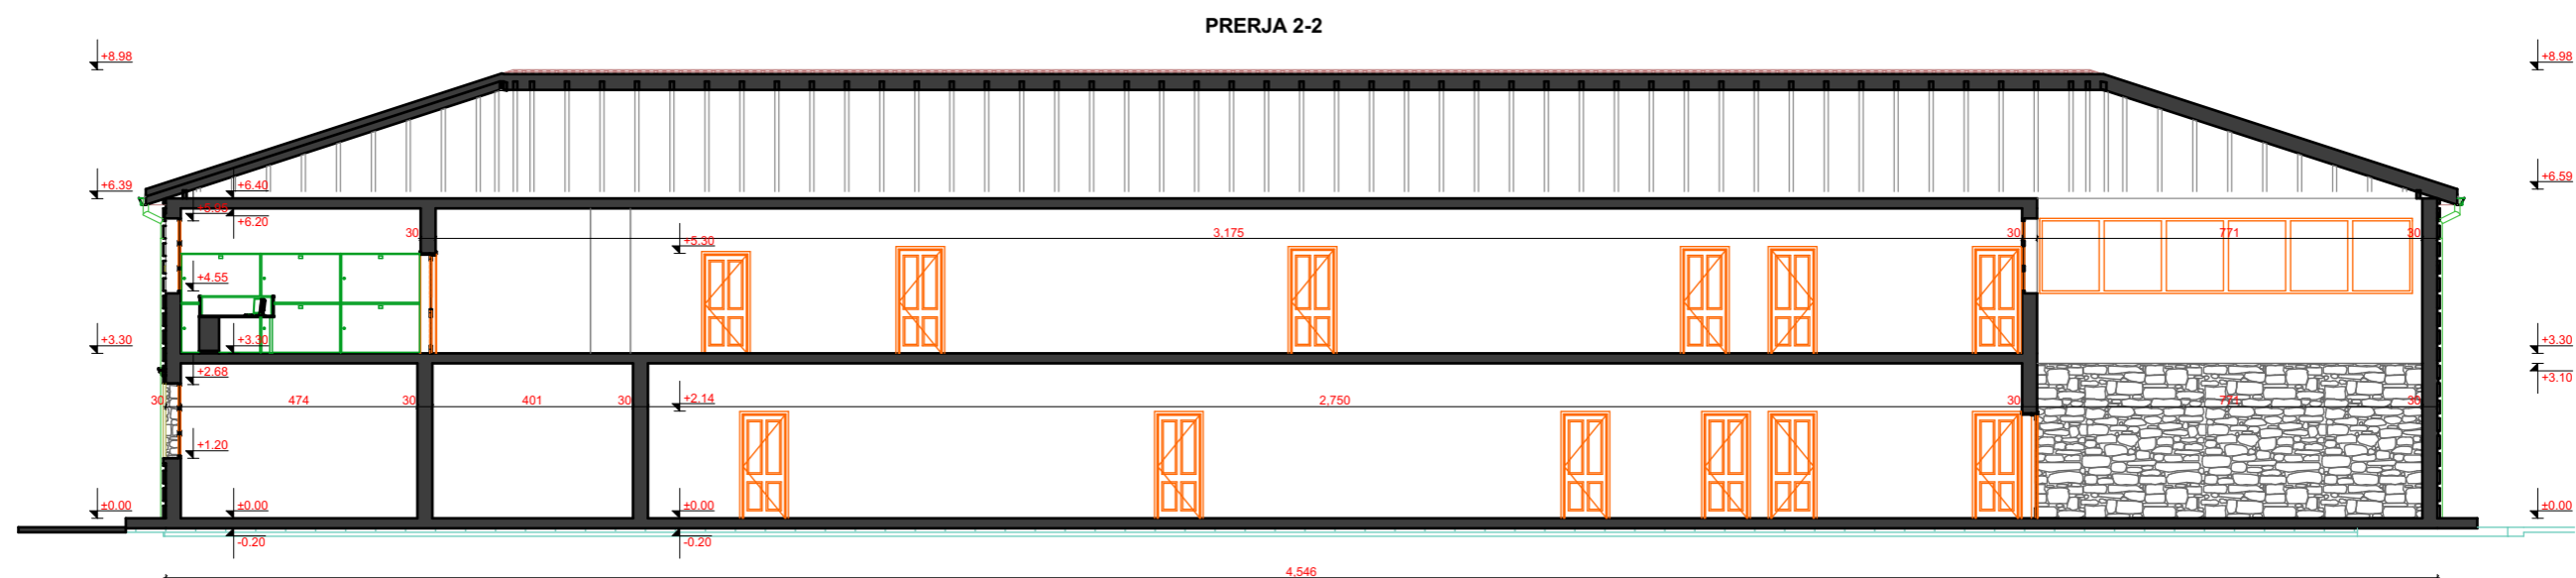 PRERJA 2-2
+8.98 +8.98
+6.39 +6.40 +6.59
+6.20
30 3,175 30 771 30
+5.30
+4.55
+3.30 +3.30 +3.30
+2.68 +3.10
30 474 30 401 30 +2.14 2,750 30 771 30
+1.20
±0.00 ±0.00 ±0.00 ±0.00
-0.20 -0.20
4,546